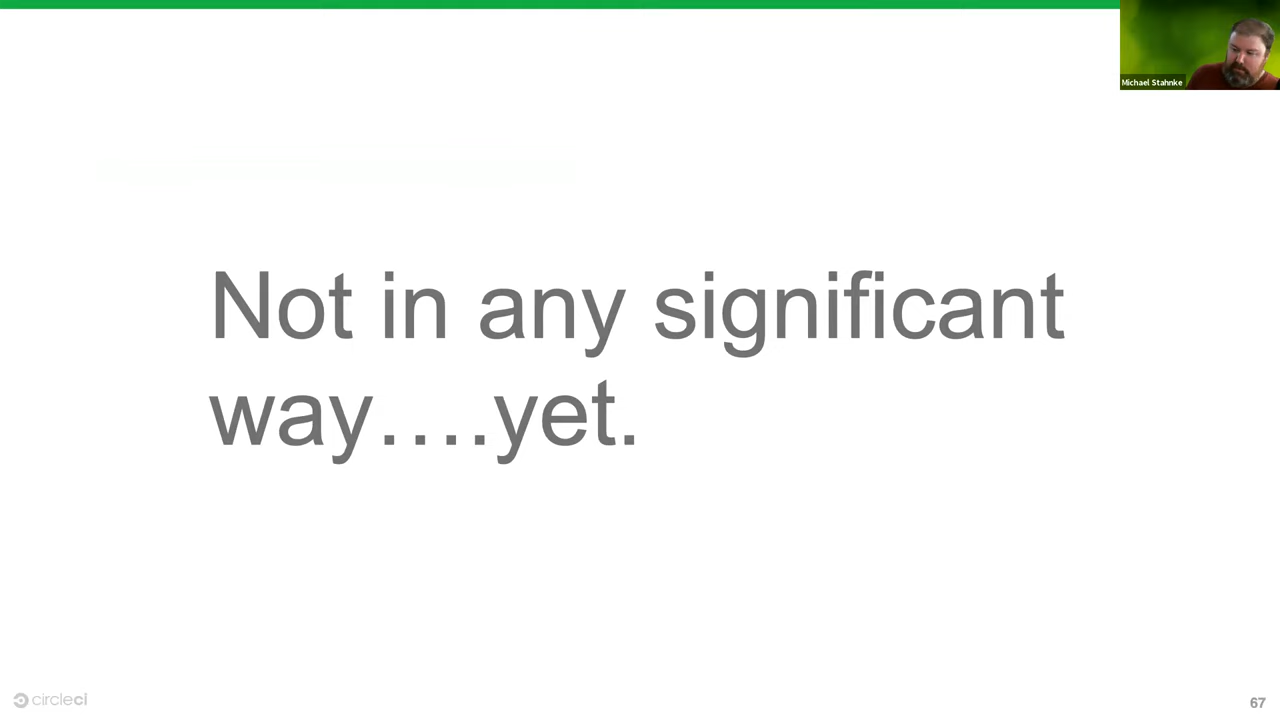 Michael Stahnke
Not in any significant
way….yet.
circleci
67